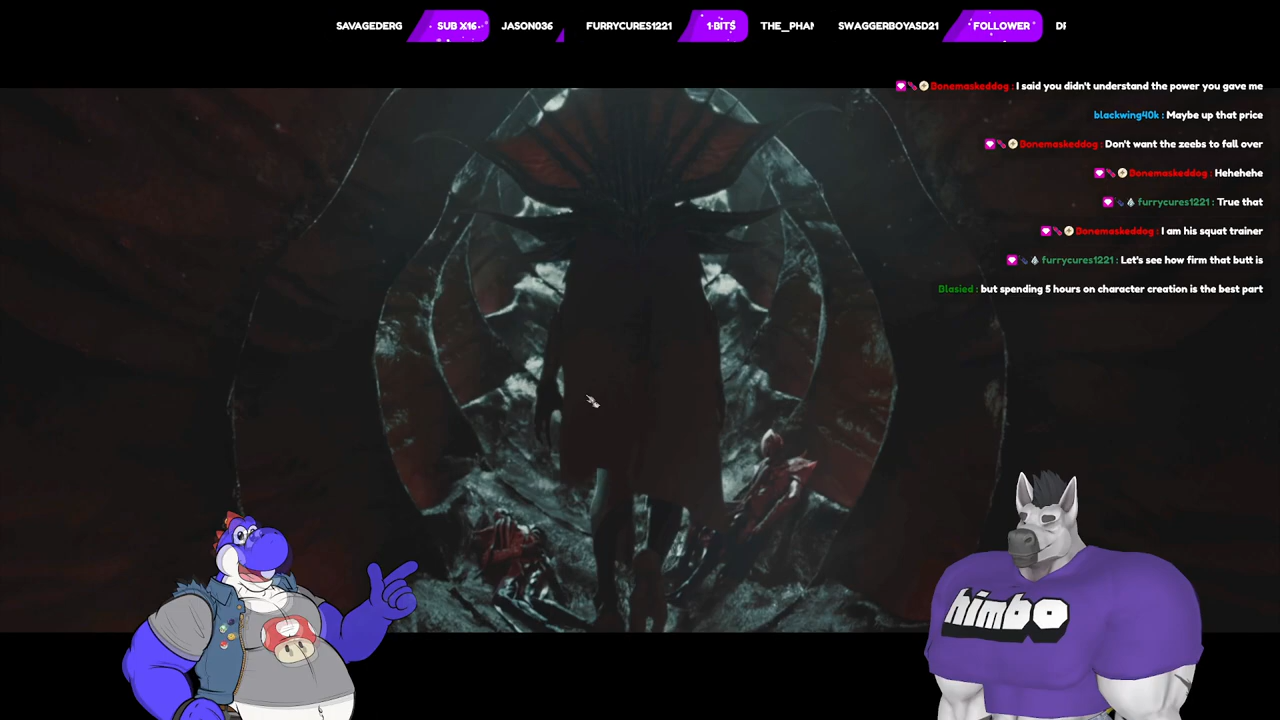 SAVAGEDERG SUB X16 JASON036 FURRYCURES1221 1 BITS THE_PHAN SWAGGERBOYASD21 FOLLOWER
Bonemaskeddog : I said you didn't understand the power you gave me
blackwing40k : Maybe up that price
Bonemaskeddog : Don't want the zeebs to fall over
Bonemaskeddog : Hehehehe
furrycures1221 : True that
Bonemaskeddog : I am his squat trainer
furrycures1221 : Let's see how firm that butt is
Blasied : but spending 5 hours on character creation is the best part
himbo